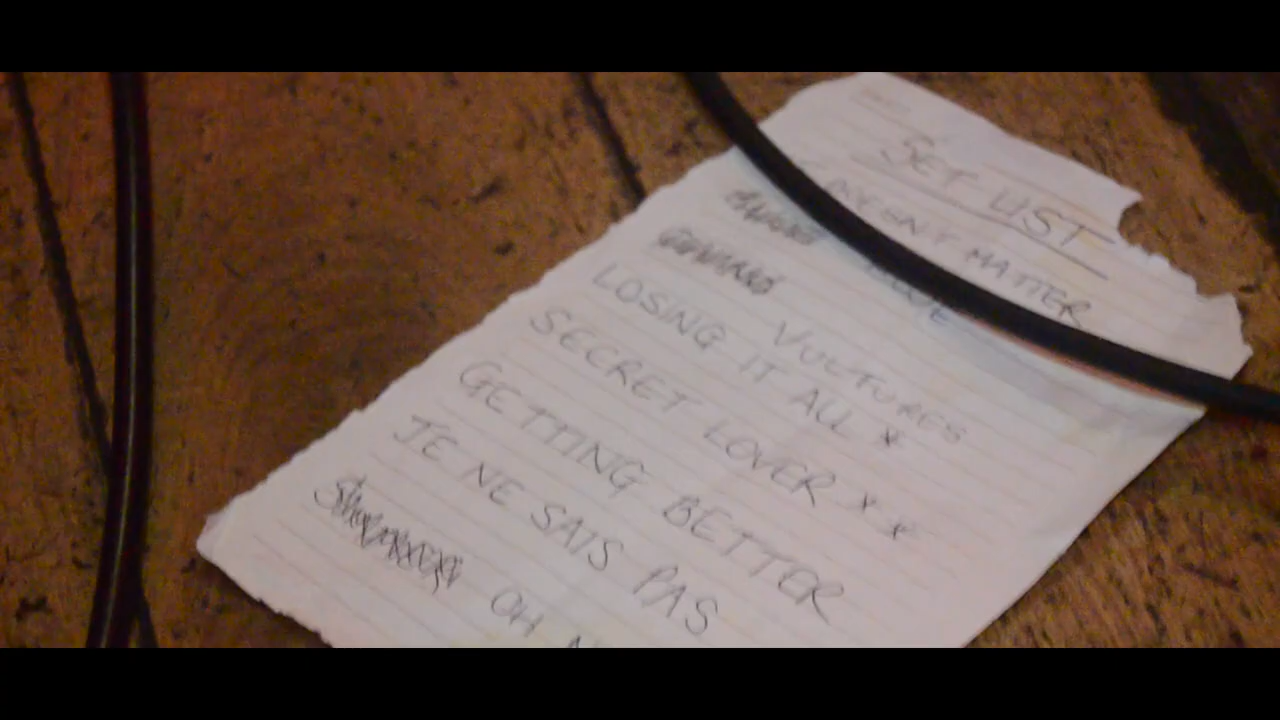 SET LIST
DOESN'T MATTER
VULTURES
LOSING IT ALL *
SECRET LOVER * *
GETTING BETTER
JE NE SAIS PAS
OH